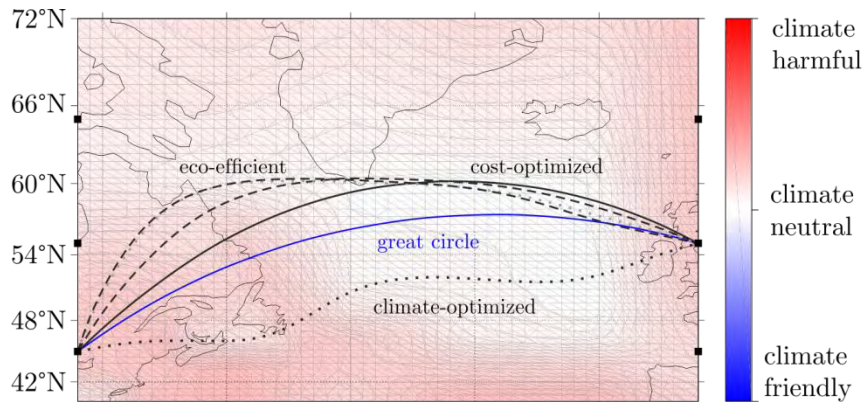 72°N
66°N
60°N
54°N
48°N
42°N
eco-efficient
cost-optimized
great circle
climate-optimized
climate
harmful
climate
neutral
climate
friendly